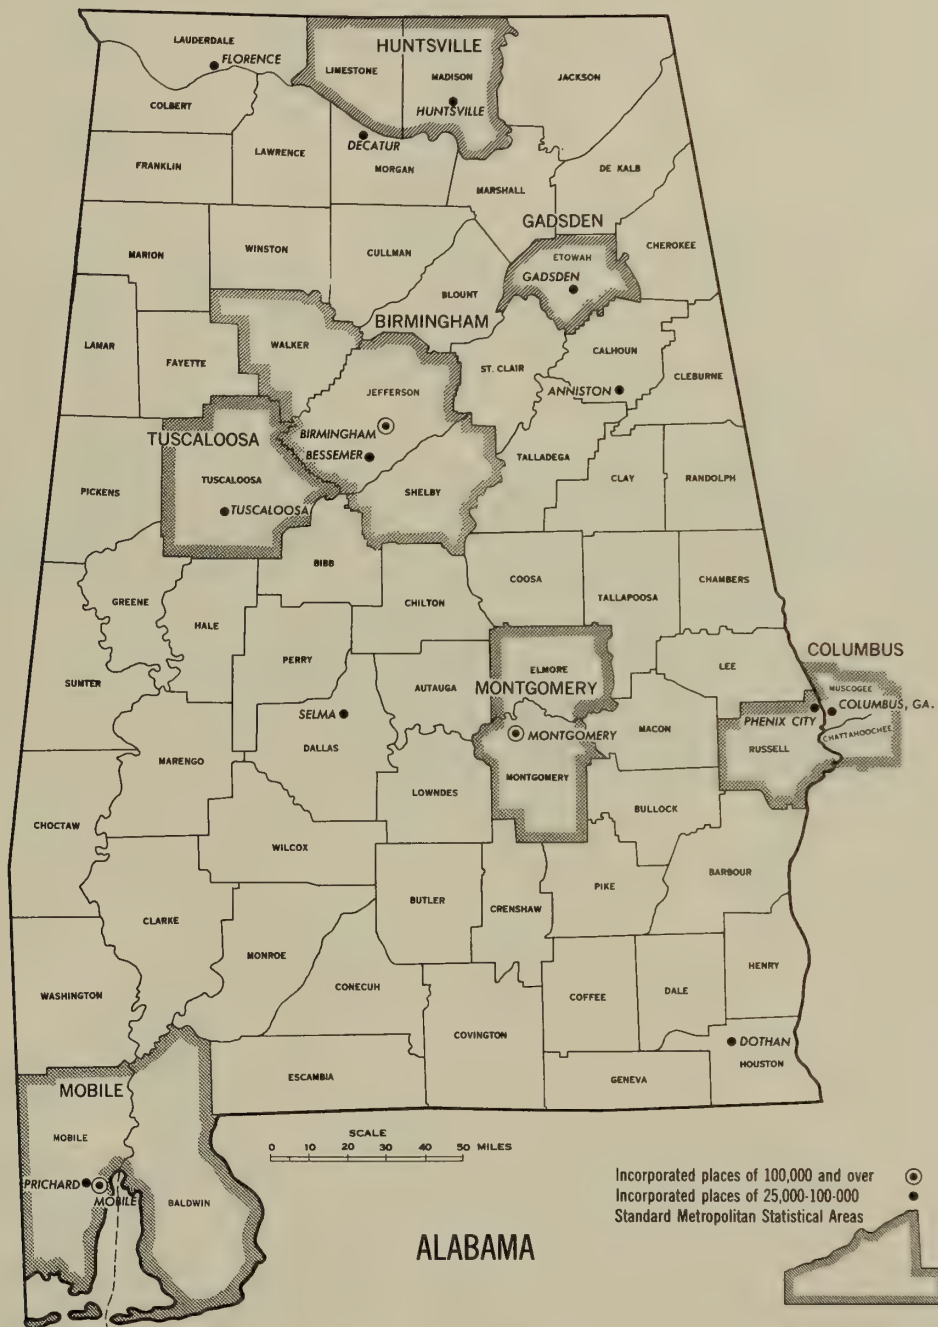 LAUDERDALE
FLORENCE
HUNTSVILLE
LIMESTONE
MADISON
HUNTSVILLE
JACKSON
COLBERT
DECATUR
LAWRENCE
MORGAN
FRANKLIN
DE KALB
MARSHALL
GADSDEN
CHEROKEE
MARION
WINSTON
CULLMAN
ETOWAH
GADSDEN
BLOUNT
BIRMINGHAM
LAMAR
FAYETTE
WALKER
ST. CLAIR
CALHOUN
CLEBURNE
JEFFERSON
ANNISTON
BIRMINGHAM
BESSEMER
TUSCALOOSA
TALLADEGA
PICKENS
TUSCALOOSA
TUSCALOOSA
SHELBY
CLAY
RANDOLPH
BIBB
COOSA
CHAMBERS
GREENE
HALE
CHILTON
TALLAPOOSA
PERRY
ELMORE
LEE
COLUMBUS
SUMTER
AUTAUGA
MONTGOMERY
MUSCOGEE
COLUMBUS, GA.
SELMA
PHENIX CITY
DALLAS
MONTGOMERY
MACON
CHATTAHOOCHEE
RUSSELL
MARENGO
LOWNDES
MONTGOMERY
BULLOCK
CHOCTAW
WILCOX
BARBOUR
BUTLER
PIKE
CRENSHAW
CLARKE
MONROE
HENRY
WASHINGTON
CONECUH
COFFEE
DALE
COVINGTON
DOTHAN
HOUSTON
ESCAMBIA
GENEVA
MOBILE
MOBILE
PRICHARD
MOBILE
BALDWIN
SCALE
0 10 20 30 40 50 MILES
Incorporated places of 100,000 and over
Incorporated places of 25,000-100-000
Standard Metropolitan Statistical Areas
ALABAMA